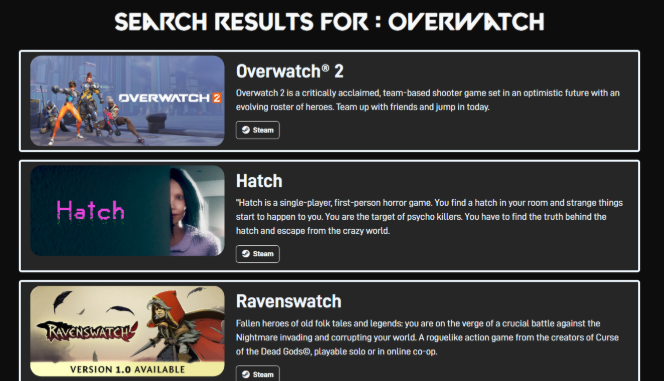 SEARCH RESULTS FOR : OVERWATCH
OVERWATCH 2
Overwatch® 2
Overwatch 2 is a critically acclaimed, team-based shooter game set in an optimistic future with an
evolving roster of heroes. Team up with friends and jump in today.
Steam
Hatch
Hatch
"Hatch is a single-player, first-person horror game. You find a hatch in your room and strange things
start to happen to you. You are the target of psycho killers. You have to find the truth behind the
hatch and escape from the crazy world.
Steam
RAVENSWATCH
VERSION 1.0 AVAILABLE
Ravenswatch
Fallen heroes of old folk tales and legends: you are on the verge of a crucial battle against the
Nightmare invading and corrupting your world. A roguelike action game from the creators of Curse
of the Dead Gods©, playable solo or in online co-op.
Steam